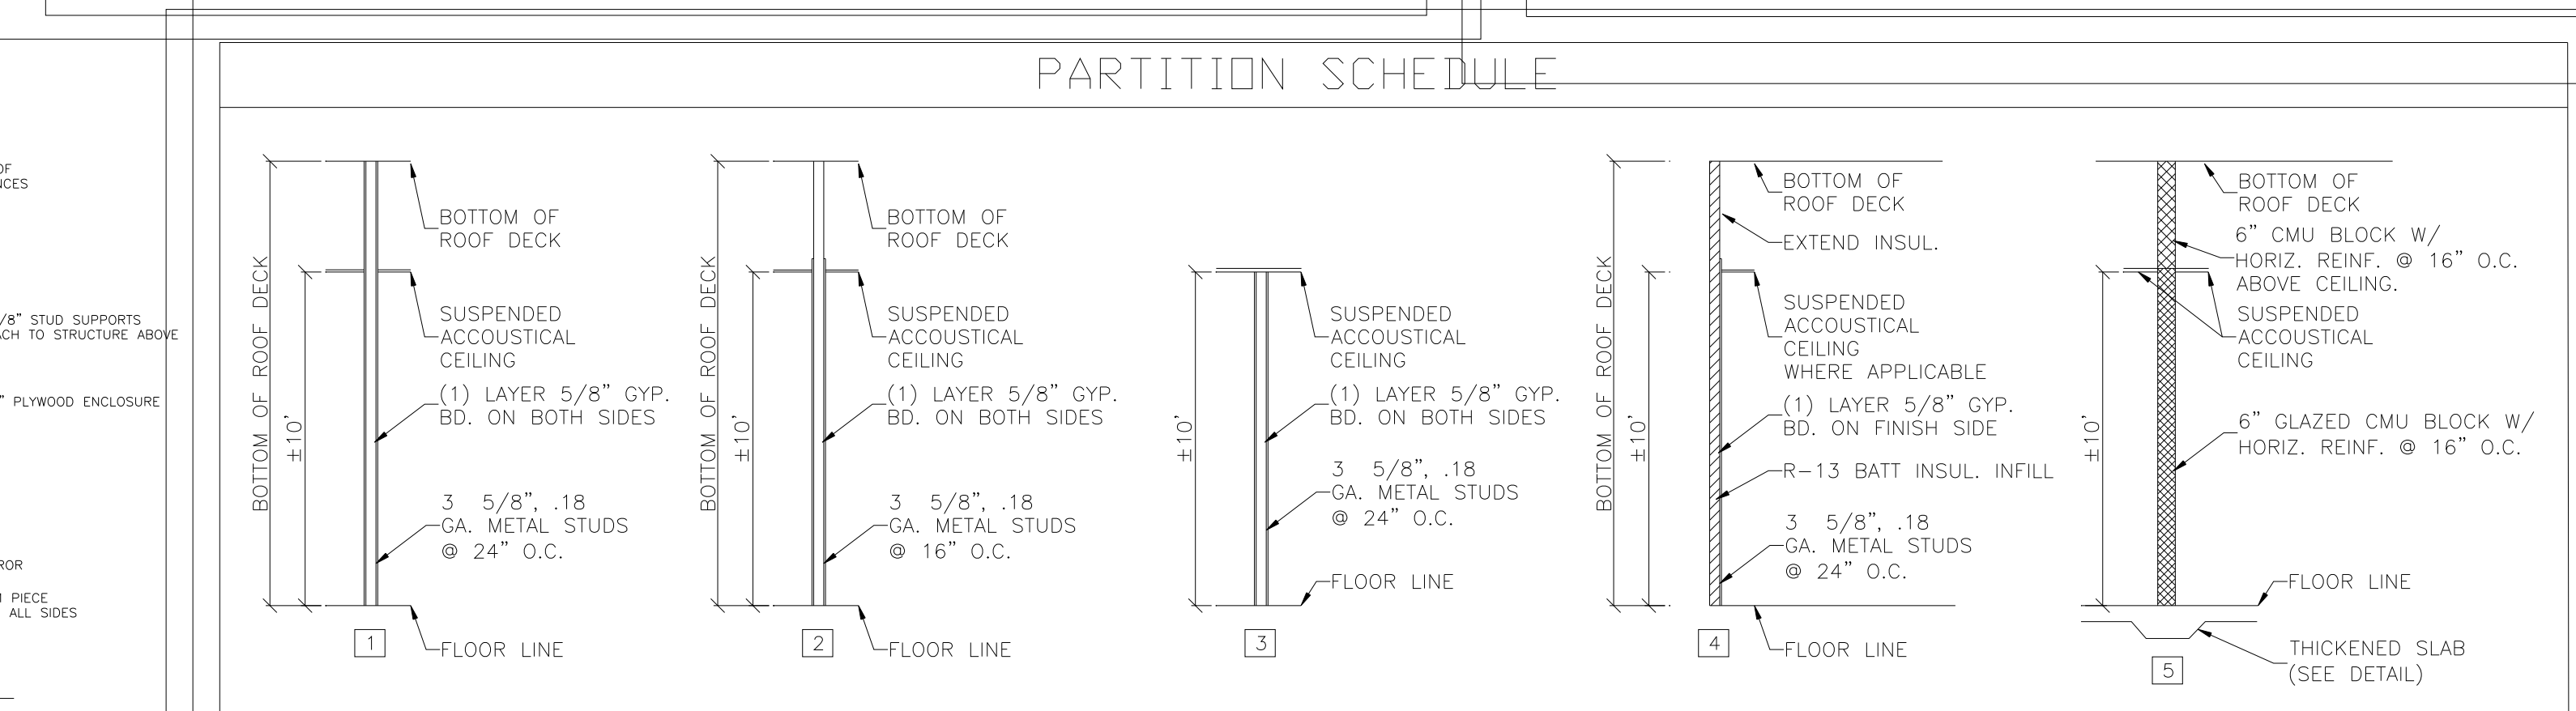 OF
NCES
/8" STUD SUPPORTS
ACH TO STRUCTURE ABOVE
" PLYWOOD ENCLOSURE
ROR
PIECE
ALL SIDES
PARTITION SCHEDULE
BOTTOM OF ROOF DECK
±10'
BOTTOM OF
ROOF DECK
SUSPENDED
ACCOUSTICAL
CEILING
(1) LAYER 5/8" GYP.
BD. ON BOTH SIDES
3 5/8", .18
GA. METAL STUDS
@ 24" O.C.
FLOOR LINE
1
BOTTOM OF ROOF DECK
±10'
BOTTOM OF
ROOF DECK
SUSPENDED
ACCOUSTICAL
CEILING
(1) LAYER 5/8" GYP.
BD. ON BOTH SIDES
3 5/8", .18
GA. METAL STUDS
@ 16" O.C.
FLOOR LINE
2
±10'
SUSPENDED
ACCOUSTICAL
CEILING
(1) LAYER 5/8" GYP.
BD. ON BOTH SIDES
3 5/8", .18
GA. METAL STUDS
@ 24" O.C.
FLOOR LINE
3
BOTTOM OF ROOF DECK
±10'
BOTTOM OF
ROOF DECK
EXTEND INSUL.
SUSPENDED
ACCOUSTICAL
CEILING
WHERE APPLICABLE
(1) LAYER 5/8" GYP.
BD. ON FINISH SIDE
R-13 BATT INSUL. INFILL
3 5/8", .18
GA. METAL STUDS
@ 24" O.C.
FLOOR LINE
4
±10'
BOTTOM OF
ROOF DECK
6" CMU BLOCK W/
HORIZ. REINF. @ 16" O.C.
ABOVE CEILING.
SUSPENDED
ACCOUSTICAL
CEILING
6" GLAZED CMU BLOCK W/
HORIZ. REINF. @ 16" O.C.
FLOOR LINE
THICKENED SLAB
(SEE DETAIL)
5